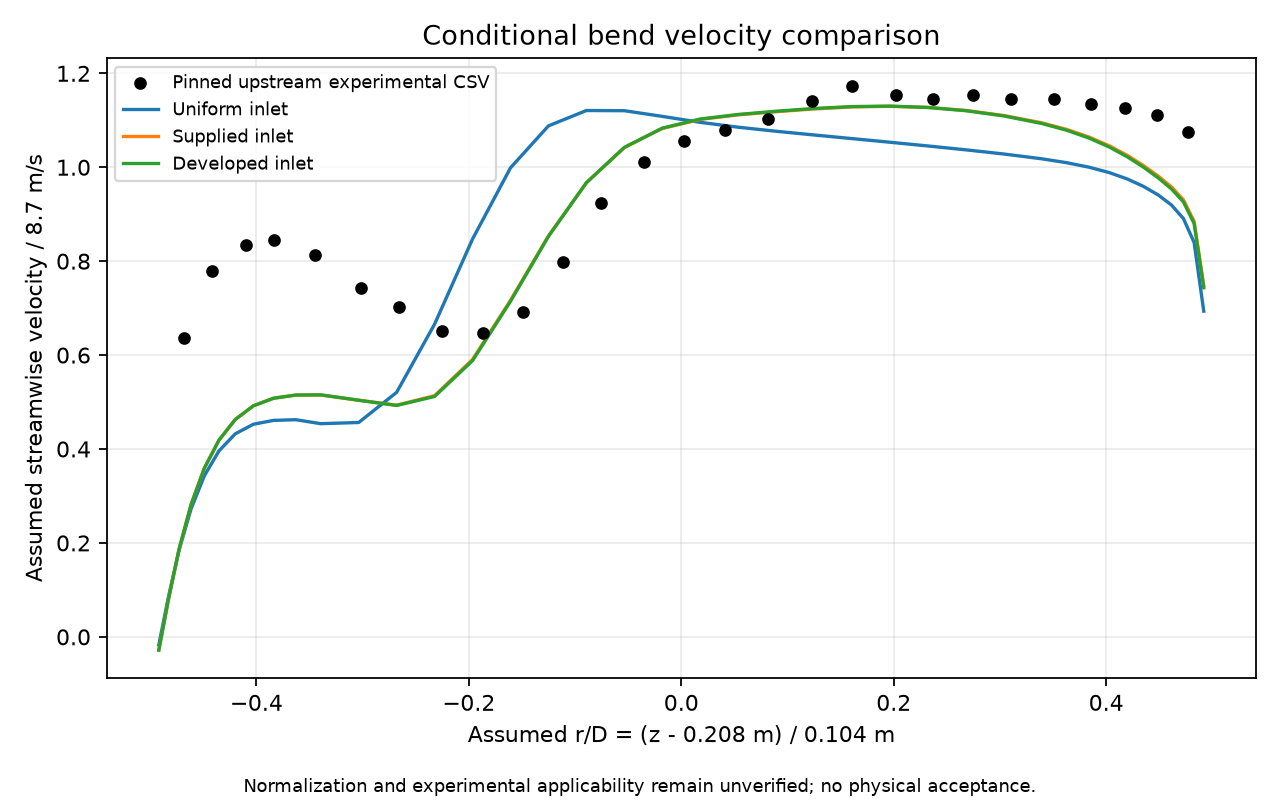 Conditional bend velocity comparison
Pinned upstream experimental CSV
Uniform inlet
Supplied inlet
Developed inlet
Assumed streamwise velocity / 8.7 m/s
1.2
1.0
0.8
0.6
0.4
0.2
0.0
−0.4
−0.2
0.0
0.2
0.4
Assumed r/D = (z - 0.208 m) / 0.104 m
Normalization and experimental applicability remain unverified; no physical acceptance.